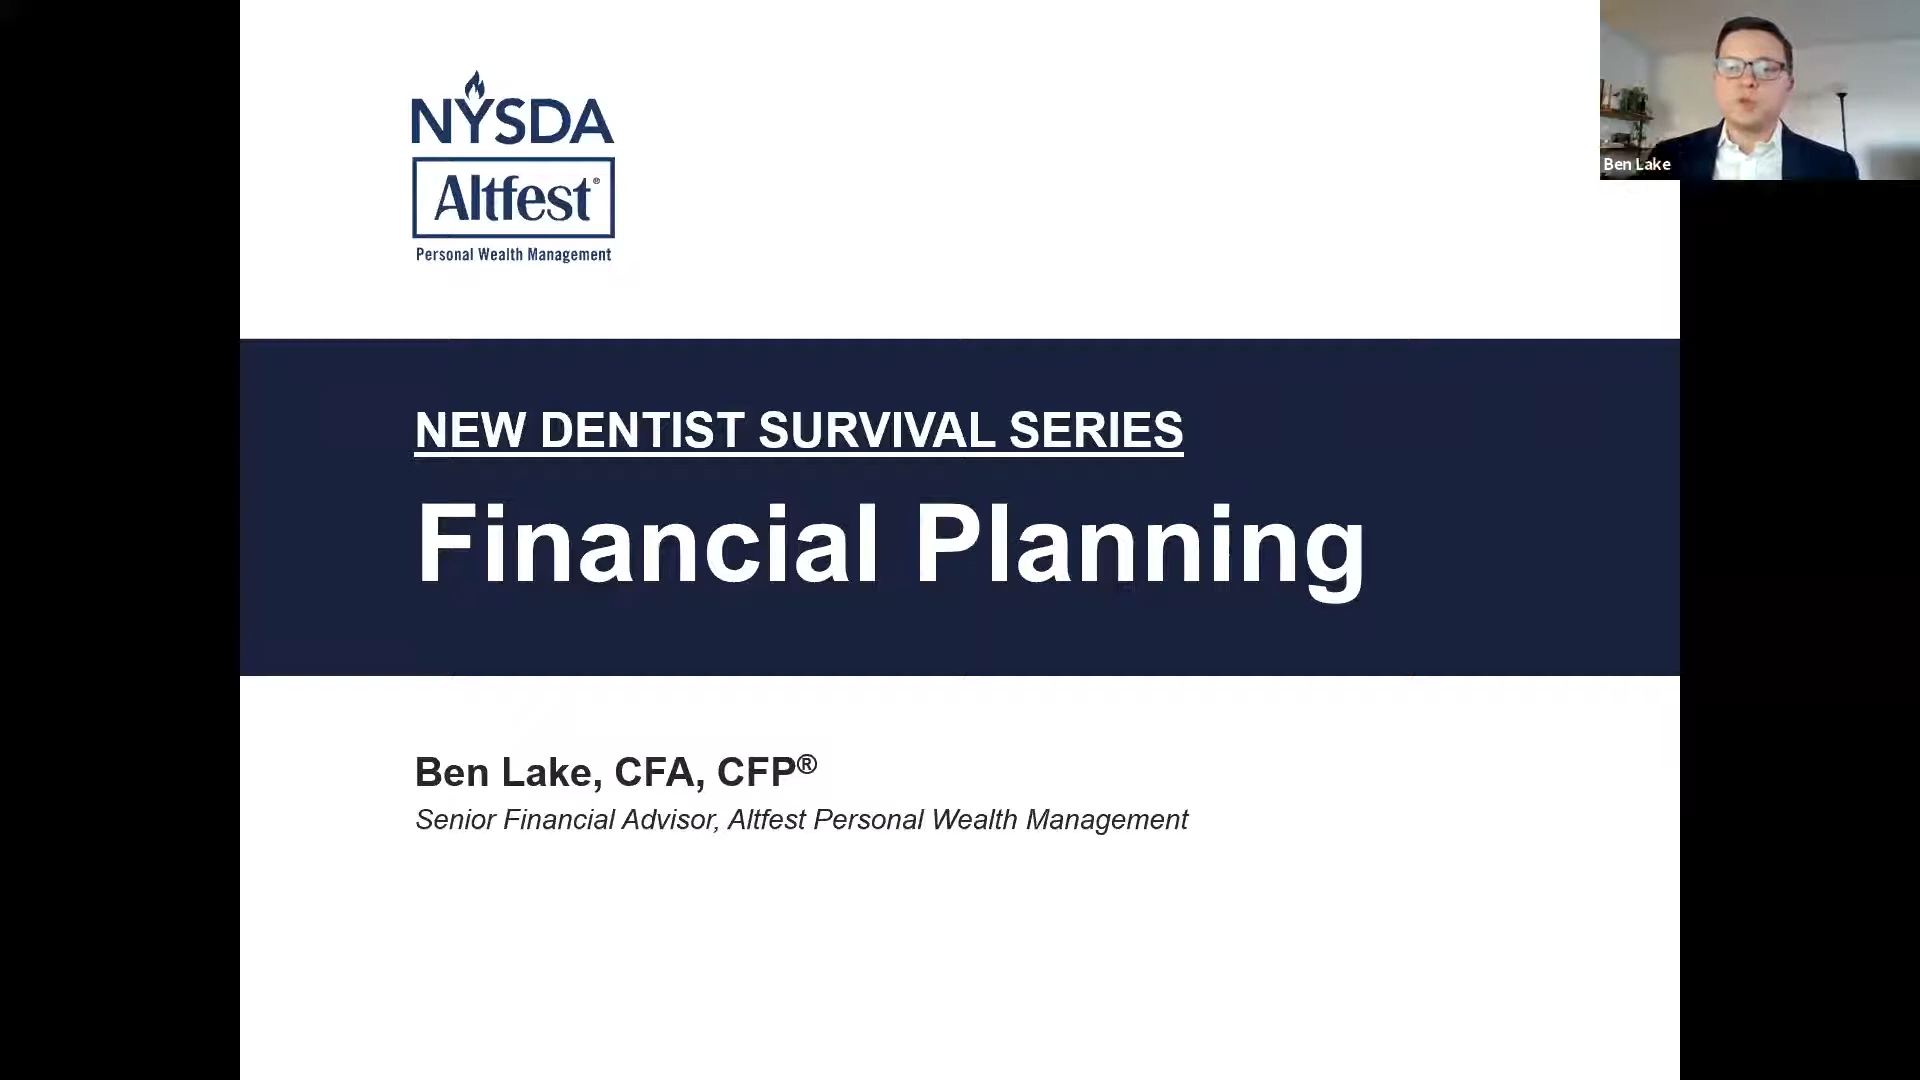 NYSDA
Altfest®
Personal Wealth Management
Ben Lake
NEW DENTIST SURVIVAL SERIES
Financial Planning
Ben Lake, CFA, CFP®
Senior Financial Advisor, Altfest Personal Wealth Management